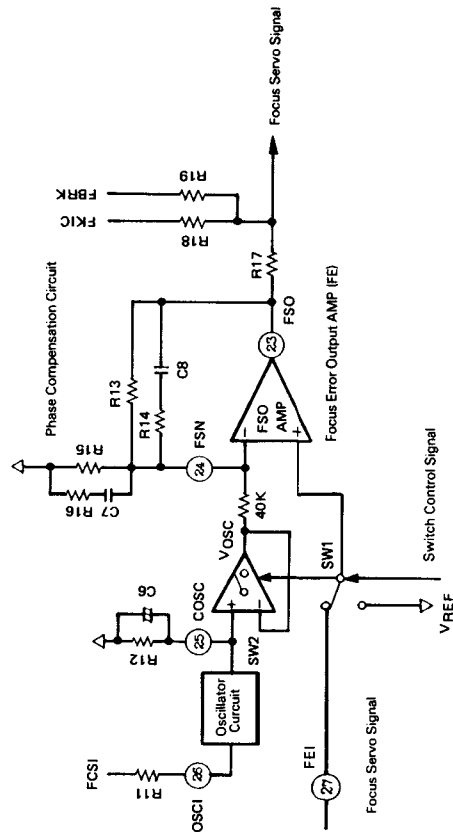 Phase Compensation Circuit
FBRK
FKIC
R19
R18
R17
Focus Servo Signal
R13
R14
C8
R15
R16
C7
FSN
24
FSO
23
FSO
AMP
-
+
Focus Error Output AMP (FE)
40K
VOSC
C6
R12
COSC
25
+
-
SW2
Oscillator
Curcuit
FCSI
R11
OSCI
26
SW1
Switch Control Signal
VREF
FEI
27
Focus Servo Signal